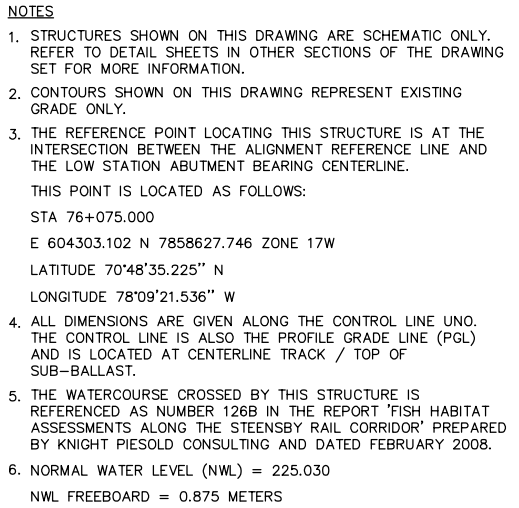 NOTES
1. STRUCTURES SHOWN ON THIS DRAWING ARE SCHEMATIC ONLY.
REFER TO DETAIL SHEETS IN OTHER SECTIONS OF THE DRAWING
SET FOR MORE INFORMATION.
2. CONTOURS SHOWN ON THIS DRAWING REPRESENT EXISTING
GRADE ONLY.
3. THE REFERENCE POINT LOCATING THIS STRUCTURE IS AT THE
INTERSECTION BETWEEN THE ALIGNMENT REFERENCE LINE AND
THE LOW STATION ABUTMENT BEARING CENTERLINE.
THIS POINT IS LOCATED AS FOLLOWS:
STA 76+075.000
E 604303.102 N 7858627.746 ZONE 17W
LATITUDE 70°48'35.225'' N
LONGITUDE 78°09'21.536'' W
4. ALL DIMENSIONS ARE GIVEN ALONG THE CONTROL LINE UNO.
THE CONTROL LINE IS ALSO THE PROFILE GRADE LINE (PGL)
AND IS LOCATED AT CENTERLINE TRACK / TOP OF
SUB-BALLAST.
5. THE WATERCOURSE CROSSED BY THIS STRUCTURE IS
REFERENCED AS NUMBER 126B IN THE REPORT 'FISH HABITAT
ASSESSMENTS ALONG THE STEENSBY RAIL CORRIDOR' PREPARED
BY KNIGHT PIESOLD CONSULTING AND DATED FEBRUARY 2008.
6. NORMAL WATER LEVEL (NWL) = 225.030
NWL FREEBOARD = 0.875 METERS